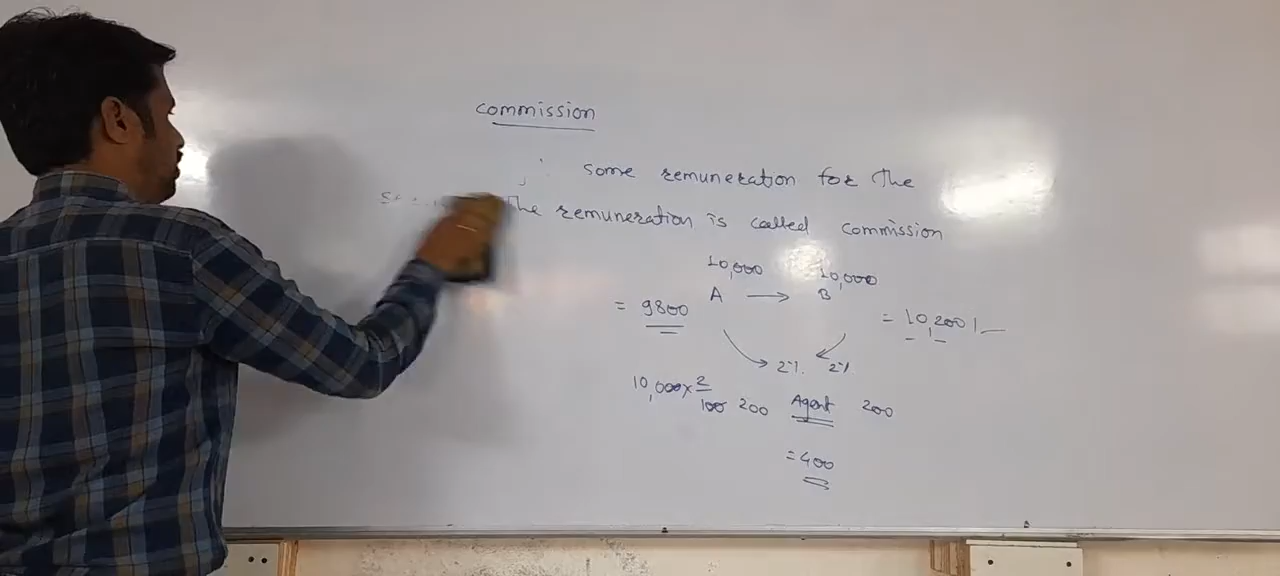 commission
some remuneration for the
The remuneration is called commission
10,000 10,000
A → B
= 9800
= 10,200/-
2% 2%
10,000 x 2/100 200 Agent 200
= 400